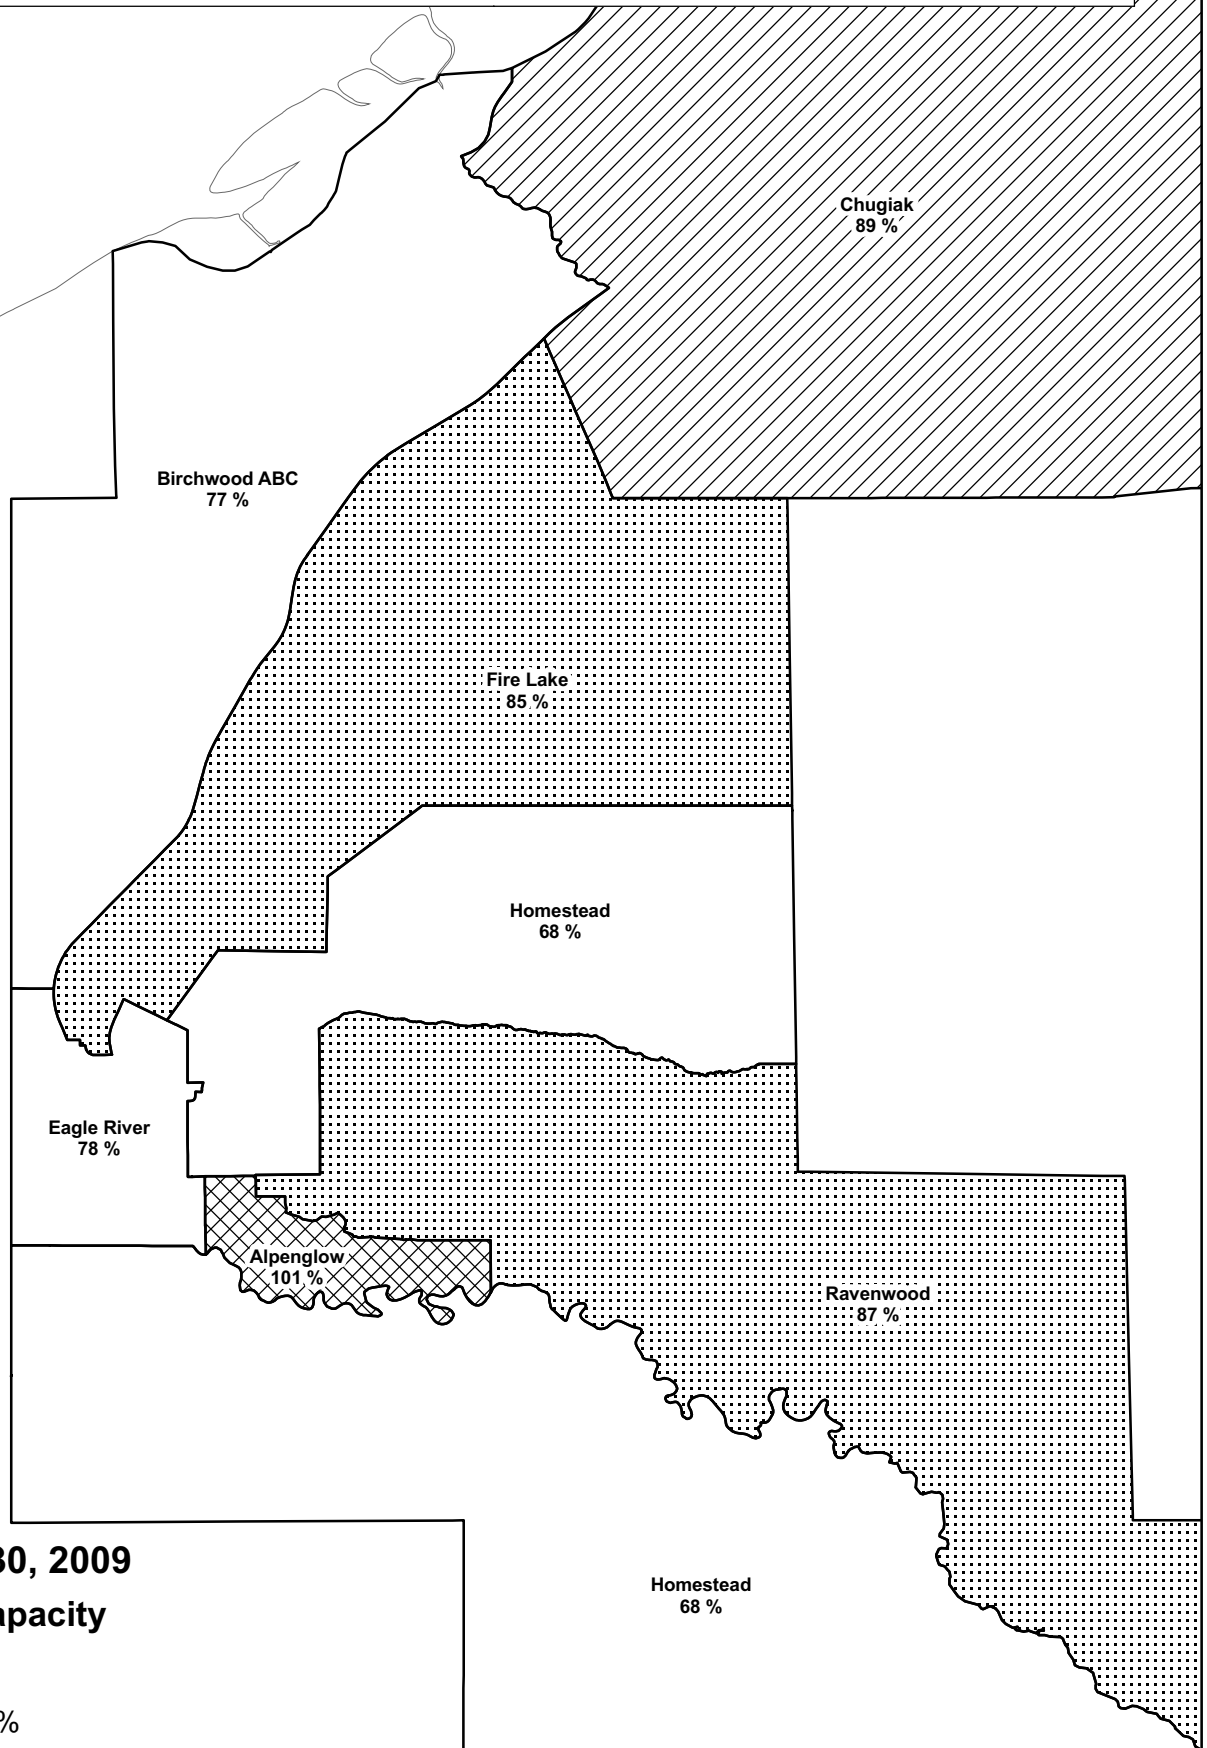 Chugiak
89 %
Birchwood ABC
77 %
Fire Lake
85 %
Homestead
68 %
Eagle River
78 %
Alpenglow
101 %
Ravenwood
87 %
Homestead
68 %
30, 2009
apacity
%